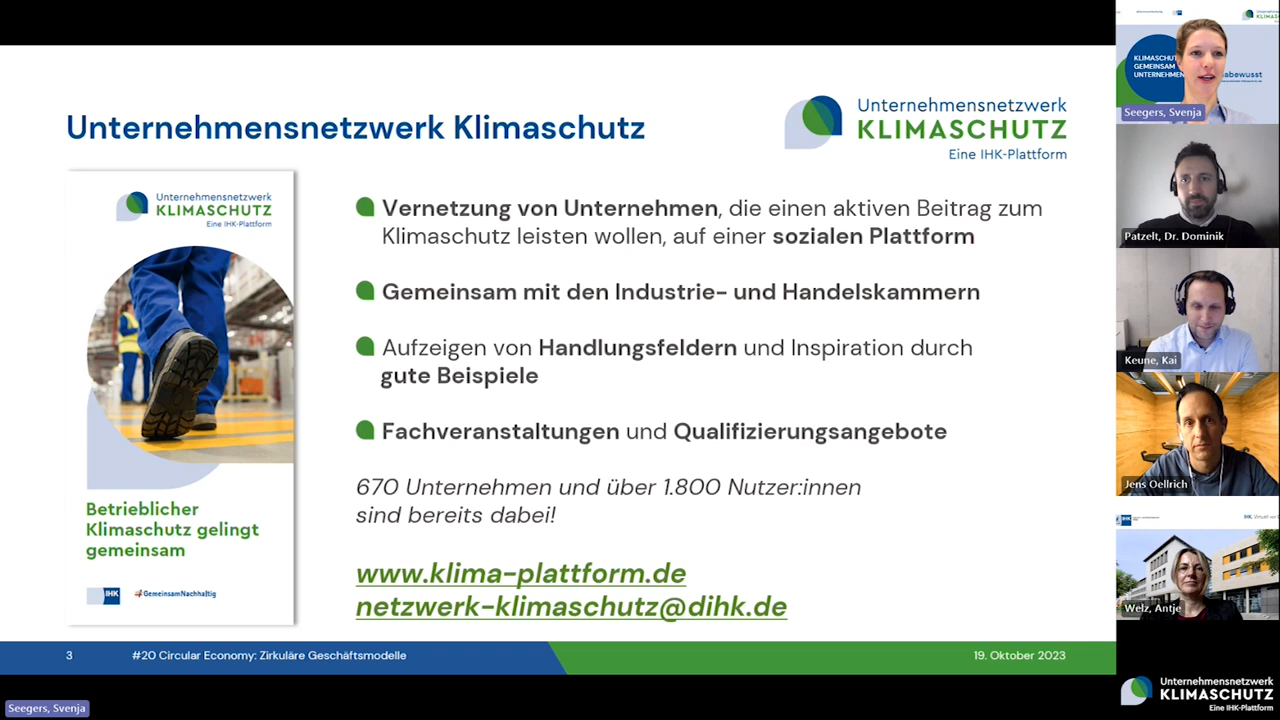 Unternehmensnetzwerk Klimaschutz
Unternehmensnetzwerk
KLIMASCHUTZ
Eine IHK-Plattform
Unternehmensnetzwerk
KLIMASCHUTZ
Eine IHK-Plattform
Betrieblicher
Klimaschutz gelingt
gemeinsam
IHK
#GemeinsamNachhaltig
Vernetzung von Unternehmen, die einen aktiven Beitrag zum
Klimaschutz leisten wollen, auf einer sozialen Plattform
Gemeinsam mit den Industrie- und Handelskammern
Aufzeigen von Handlungsfeldern und Inspiration durch
gute Beispiele
Fachveranstaltungen und Qualifizierungsangebote
670 Unternehmen und über 1.800 Nutzer:innen
sind bereits dabei!
www.klima-plattform.de
netzwerk-klimaschutz@dihk.de
3
#20 Circular Economy: Zirkuläre Geschäftsmodelle
19. Oktober 2023
Seegers, Svenja
KLIMASCHUT
GEMEINSAM
UNTERNEHMEN
abewusst
Seegers, Svenja
Patzelt, Dr. Dominik
Keune, Kai
Jens Oellrich
IHK
Welz, Antje
Unternehmensnetzwerk
KLIMASCHUTZ
Eine IHK-Plattform